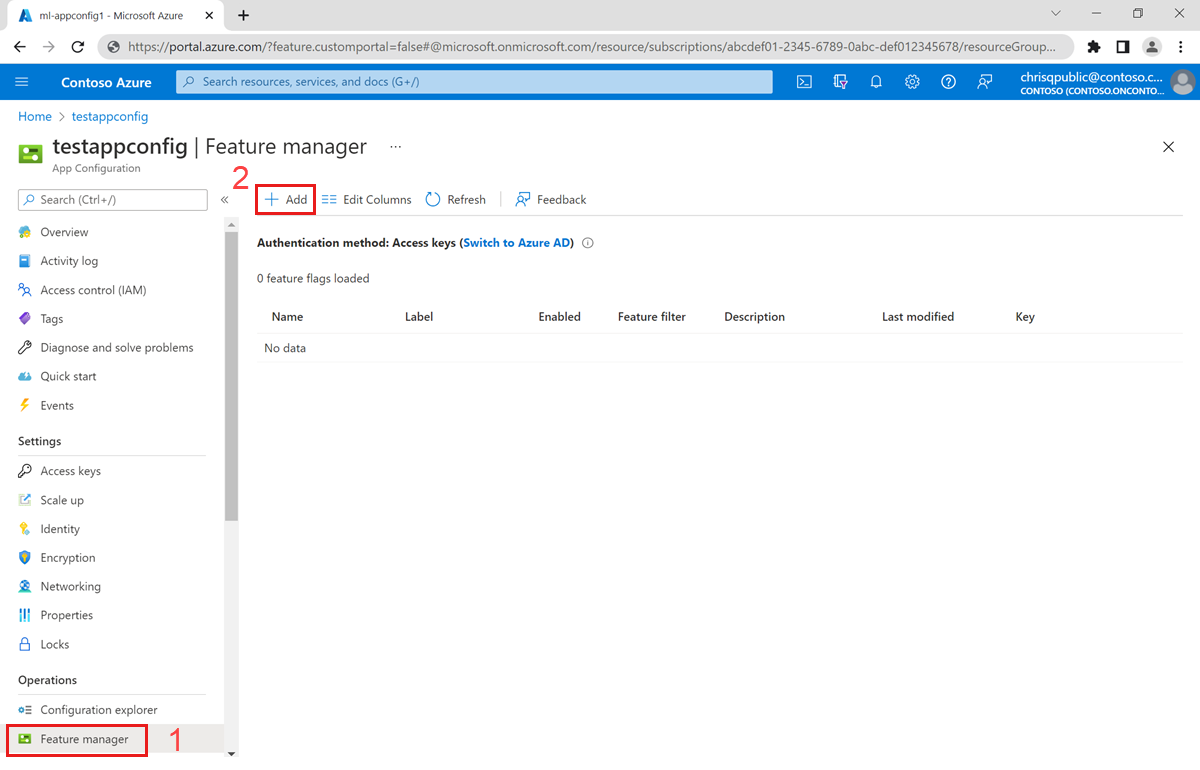 ml-appconfig1 - Microsoft Azure
https://portal.azure.com/?feature.customportal=false#@microsoft.onmicrosoft.com/resource/subscriptions/abcdef01-2345-6789-0abc-def012345678/resourceGroup...
Contoso Azure
Search resources, services, and docs (G+/)
chrisqpublic@contoso.c...
CONTOSO (CONTOSO.ONCONTO...
Home > testappconfig
testappconfig | Feature manager ...
App Configuration
Search (Ctrl+/)
«
2
Add
Edit Columns
Refresh
Feedback
Overview
Activity log
Access control (IAM)
Tags
Diagnose and solve problems
Quick start
Events
Settings
Access keys
Scale up
Identity
Encryption
Networking
Properties
Locks
Operations
Configuration explorer
Feature manager
1
Authentication method: Access keys (Switch to Azure AD)
0 feature flags loaded
Name Label Enabled Feature filter Description Last modified Key
No data